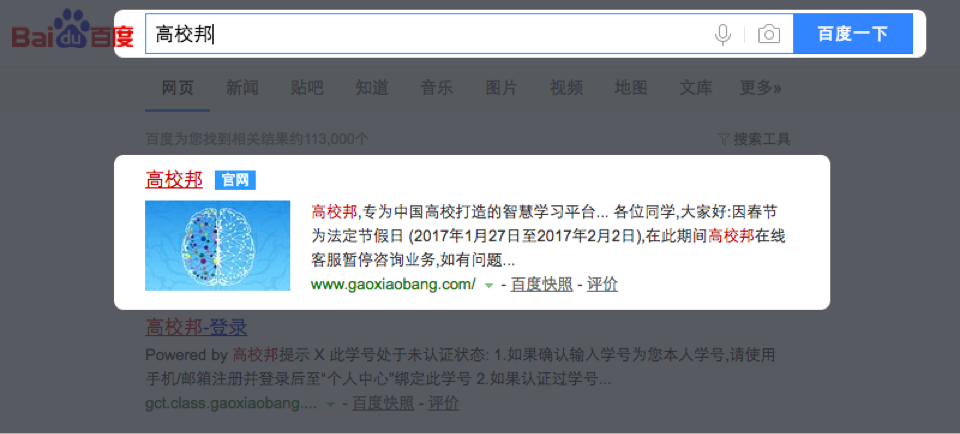 Baidu百度
高校邦
百度一下
网页 新闻 贴吧 知道 音乐 图片 视频 地图 文库 更多»
百度为您找到相关结果约113,000个
搜索工具
高校邦 官网
高校邦,专为中国高校打造的智慧学习平台... 各位同学,大家好:因春节
为法定节假日 (2017年1月27日至2017年2月2日),在此期间高校邦在线
客服暂停咨询业务,如有问题...
www.gaoxiaobang.com/ - 百度快照 - 评价
高校邦-登录
Powered by 高校邦提示 X 此学号处于未认证状态: 1.如果确认输入学号为您本人学号,请使用
手机/邮箱注册并登录后至“个人中心”绑定此学号 2.如果认证过学号...
gct.class.gaoxiaobang.... - 百度快照 - 评价